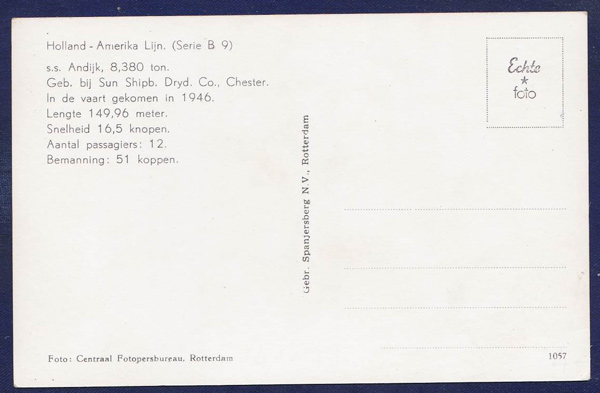 Holland - Amerika Lijn. (Serie B 9)
s.s. Andijk, 8,380 ton.
Geb. bij Sun Shipb. Dryd. Co., Chester.
In de vaart gekomen in 1946.
Lengte 149,96 meter.
Snelheid 16,5 knopen.
Aantal passagiers: 12.
Bemanning: 51 koppen.
Foto: Centraal Fotopersbureau, Rotterdam
Gebr. Spanjersberg N.V., Rotterdam
Echte
*
foto
1057